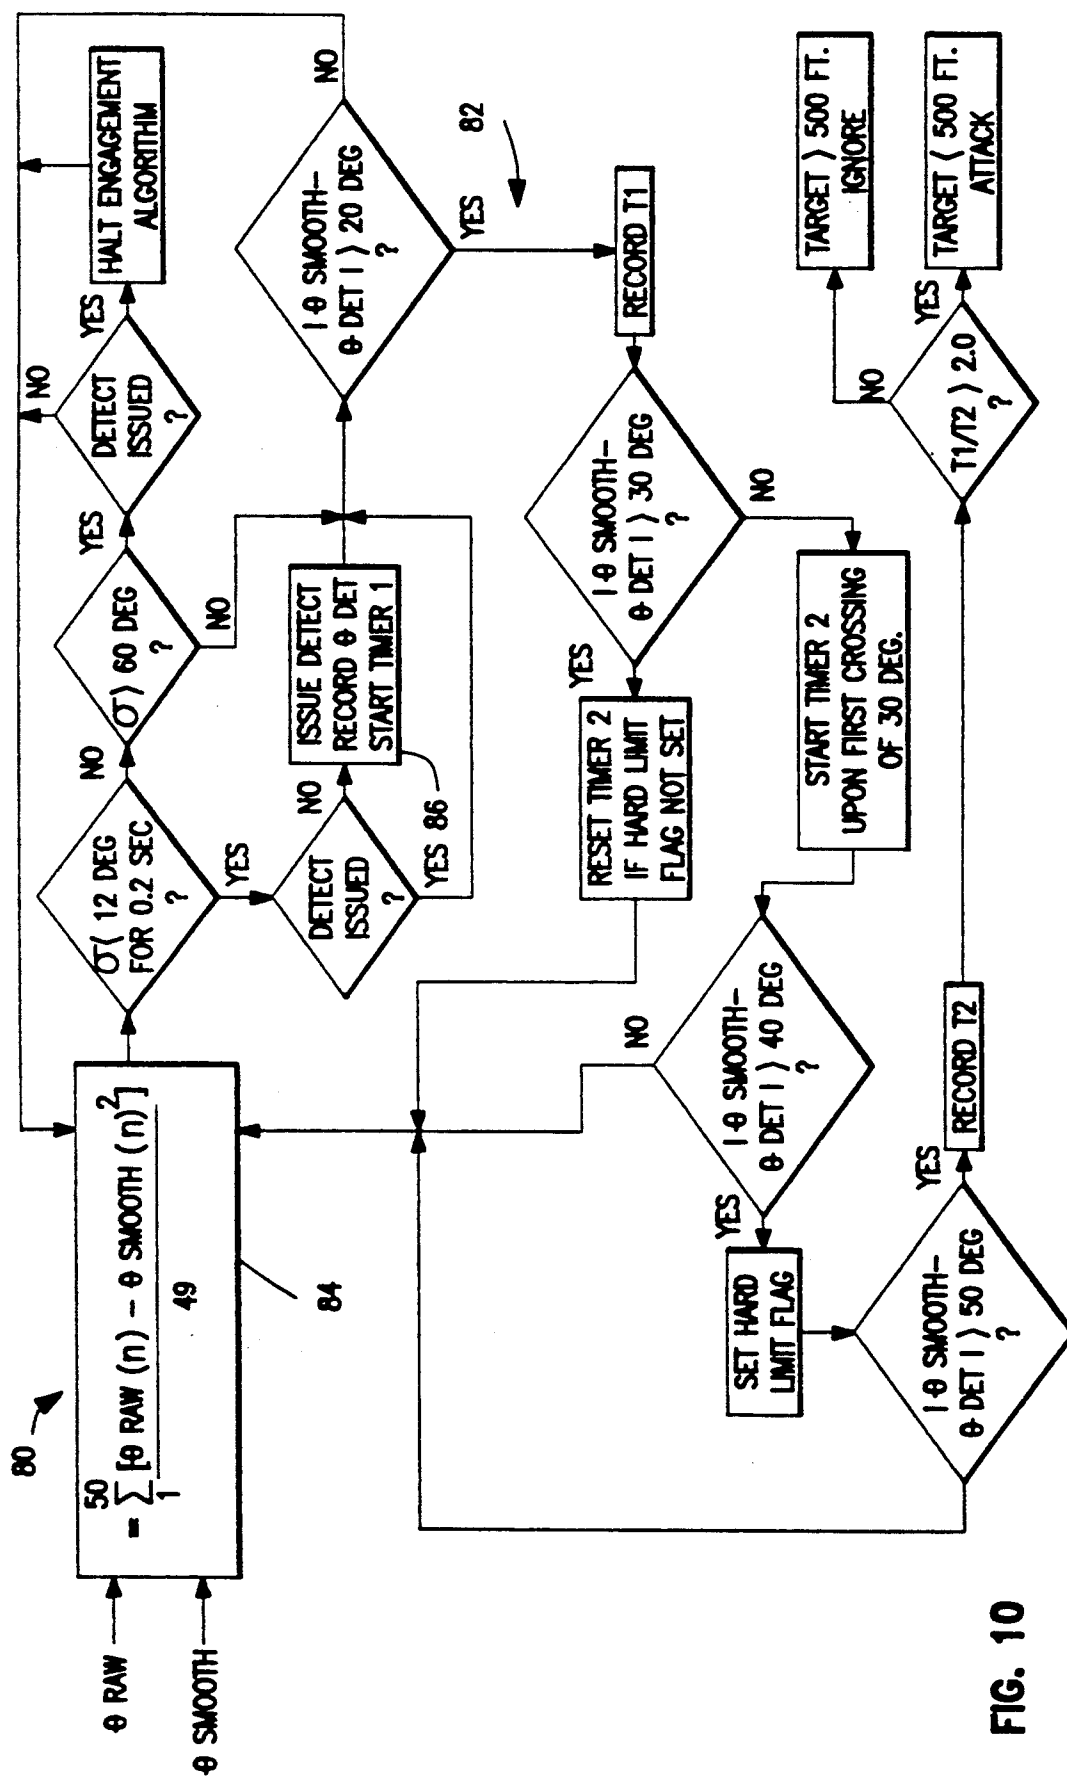 80
θ RAW
θ SMOOTH
= 50 ∑ 1 [θ RAW (n) – θ SMOOTH (n)²]
49
84
σ⟨ 12 DEG
FOR 0.2 SEC
?
NO
YES
σ⟩ 60 DEG
?
YES
NO
DETECT
ISSUED
?
NO
YES
HALT ENGAGEMENT
ALGORITHM
DETECT
ISSUED
?
NO
YES
86
ISSUE DETECT
RECORD θ DET
START TIMER 1
| θ SMOOTH–
θ DET | ⟩ 20 DEG
?
NO
YES
82
RECORD T1
| θ SMOOTH–
θ DET | ⟩ 30 DEG
?
YES
NO
RESET TIMER 2
IF HARD LIMIT
FLAG NOT SET
START TIMER 2
UPON FIRST CROSSING
OF 30 DEG.
| θ SMOOTH–
θ DET | ⟩ 40 DEG
?
NO
YES
SET HARD
LIMIT FLAG
| θ SMOOTH–
θ DET | ⟩ 50 DEG
?
YES
RECORD T2
T1/T2 ⟩ 2.0
?
NO
YES
TARGET ⟩ 500 FT.
IGNORE
TARGET ⟨ 500 FT.
ATTACK
FIG. 10